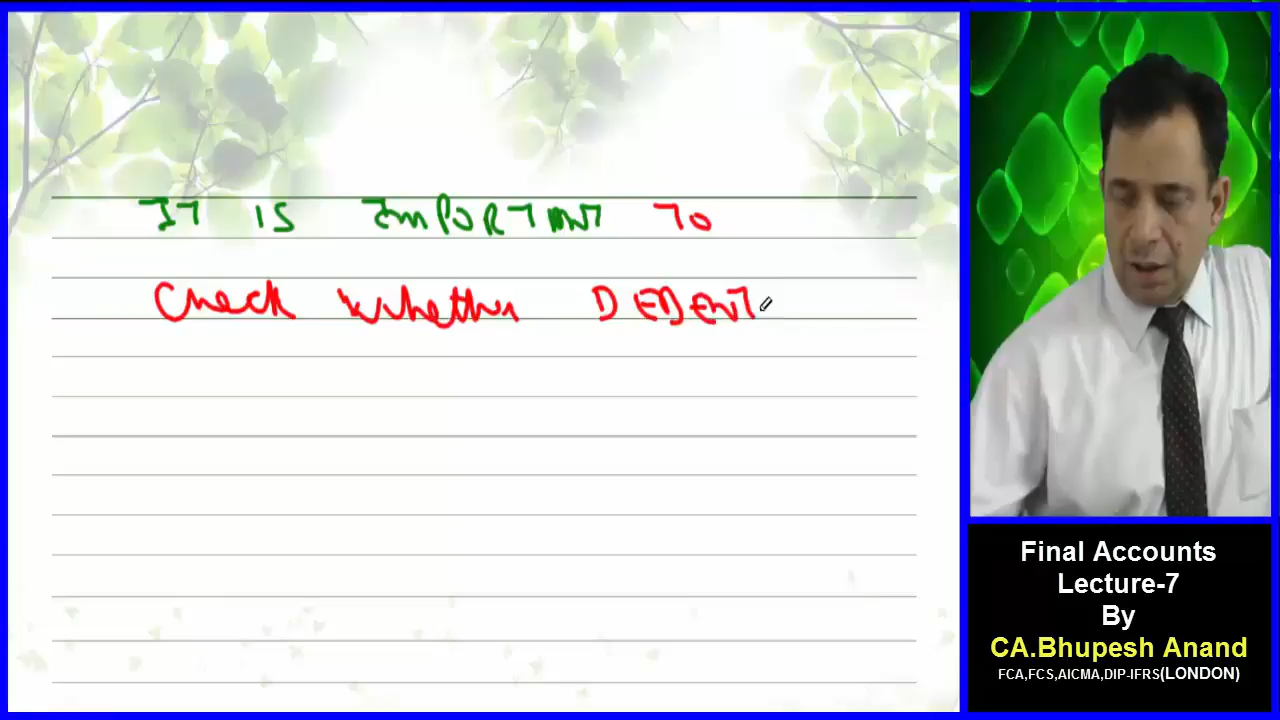 IT IS IMPORTANT TO
Check whether DEBENT
Final Accounts
Lecture-7
By
CA.Bhupesh Anand
FCA,FCS,AICMA,DIP-IFRS(LONDON)